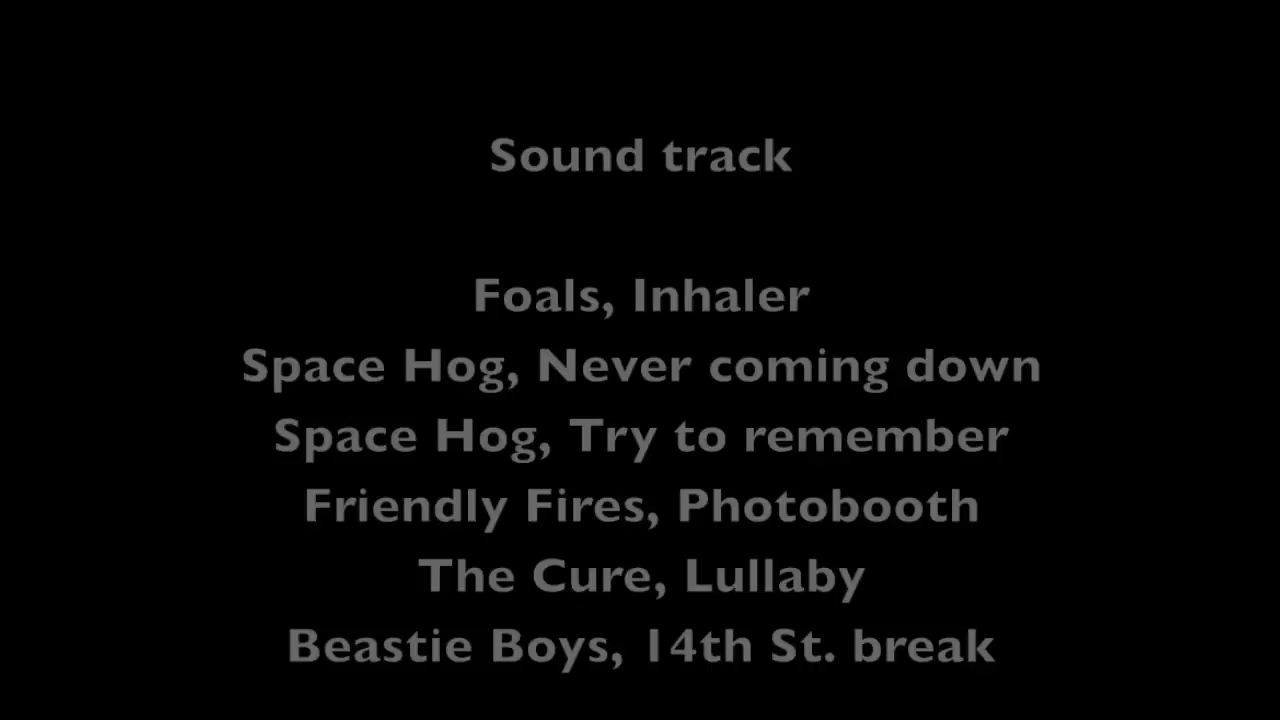 Sound track
Foals, Inhaler
Space Hog, Never coming down
Space Hog, Try to remember
Friendly Fires, Photobooth
The Cure, Lullaby
Beastie Boys, 14th St. break